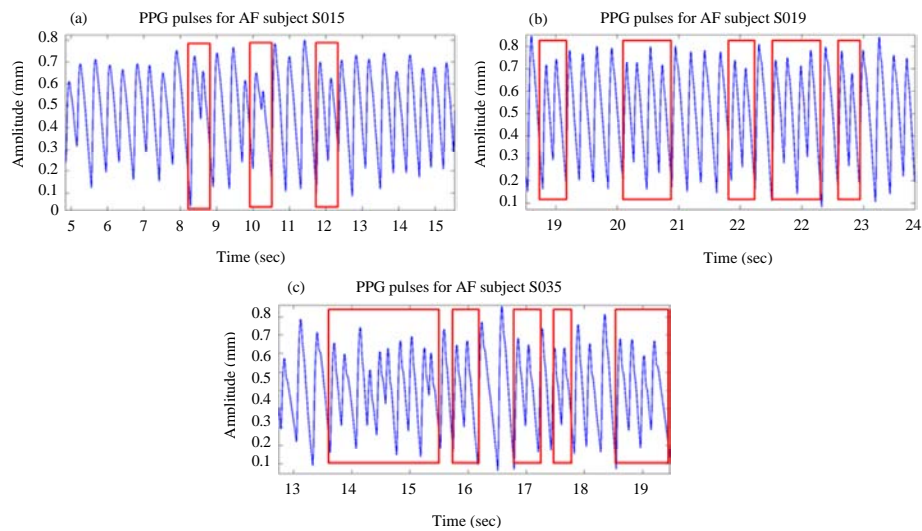 (a) PPG pulses for AF subject S015
0.8
0.7
0.6
0.5
0.4
0.3
0.2
0.1
0
Amplitude (mm)
5 6 7 8 9 10 11 12 13 14 15
Time (sec)
(b) PPG pulses for AF subject S019
0.8
0.7
0.6
0.5
0.4
0.3
0.2
0.1
Amplitude (mm)
19 20 21 22 22 23 24
Time (sec)
(c) PPG pulses for AF subject S035
0.8
0.7
0.6
0.5
0.4
0.3
0.2
0.1
Amplitude (mm)
13 14 15 16 17 18 19
Time (sec)